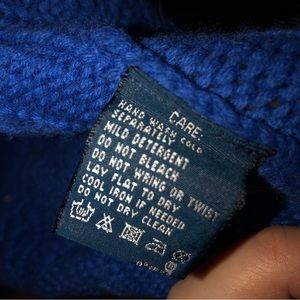 CARE:
HAND WASH COLD
SEPARATELY
MILD DETERGENT
DO NOT BLEACH
DO NOT WRING OR TWIST
LAY FLAT TO DRY
COOL IRON IF NEEDED
DO NOT DRY
CLEAN